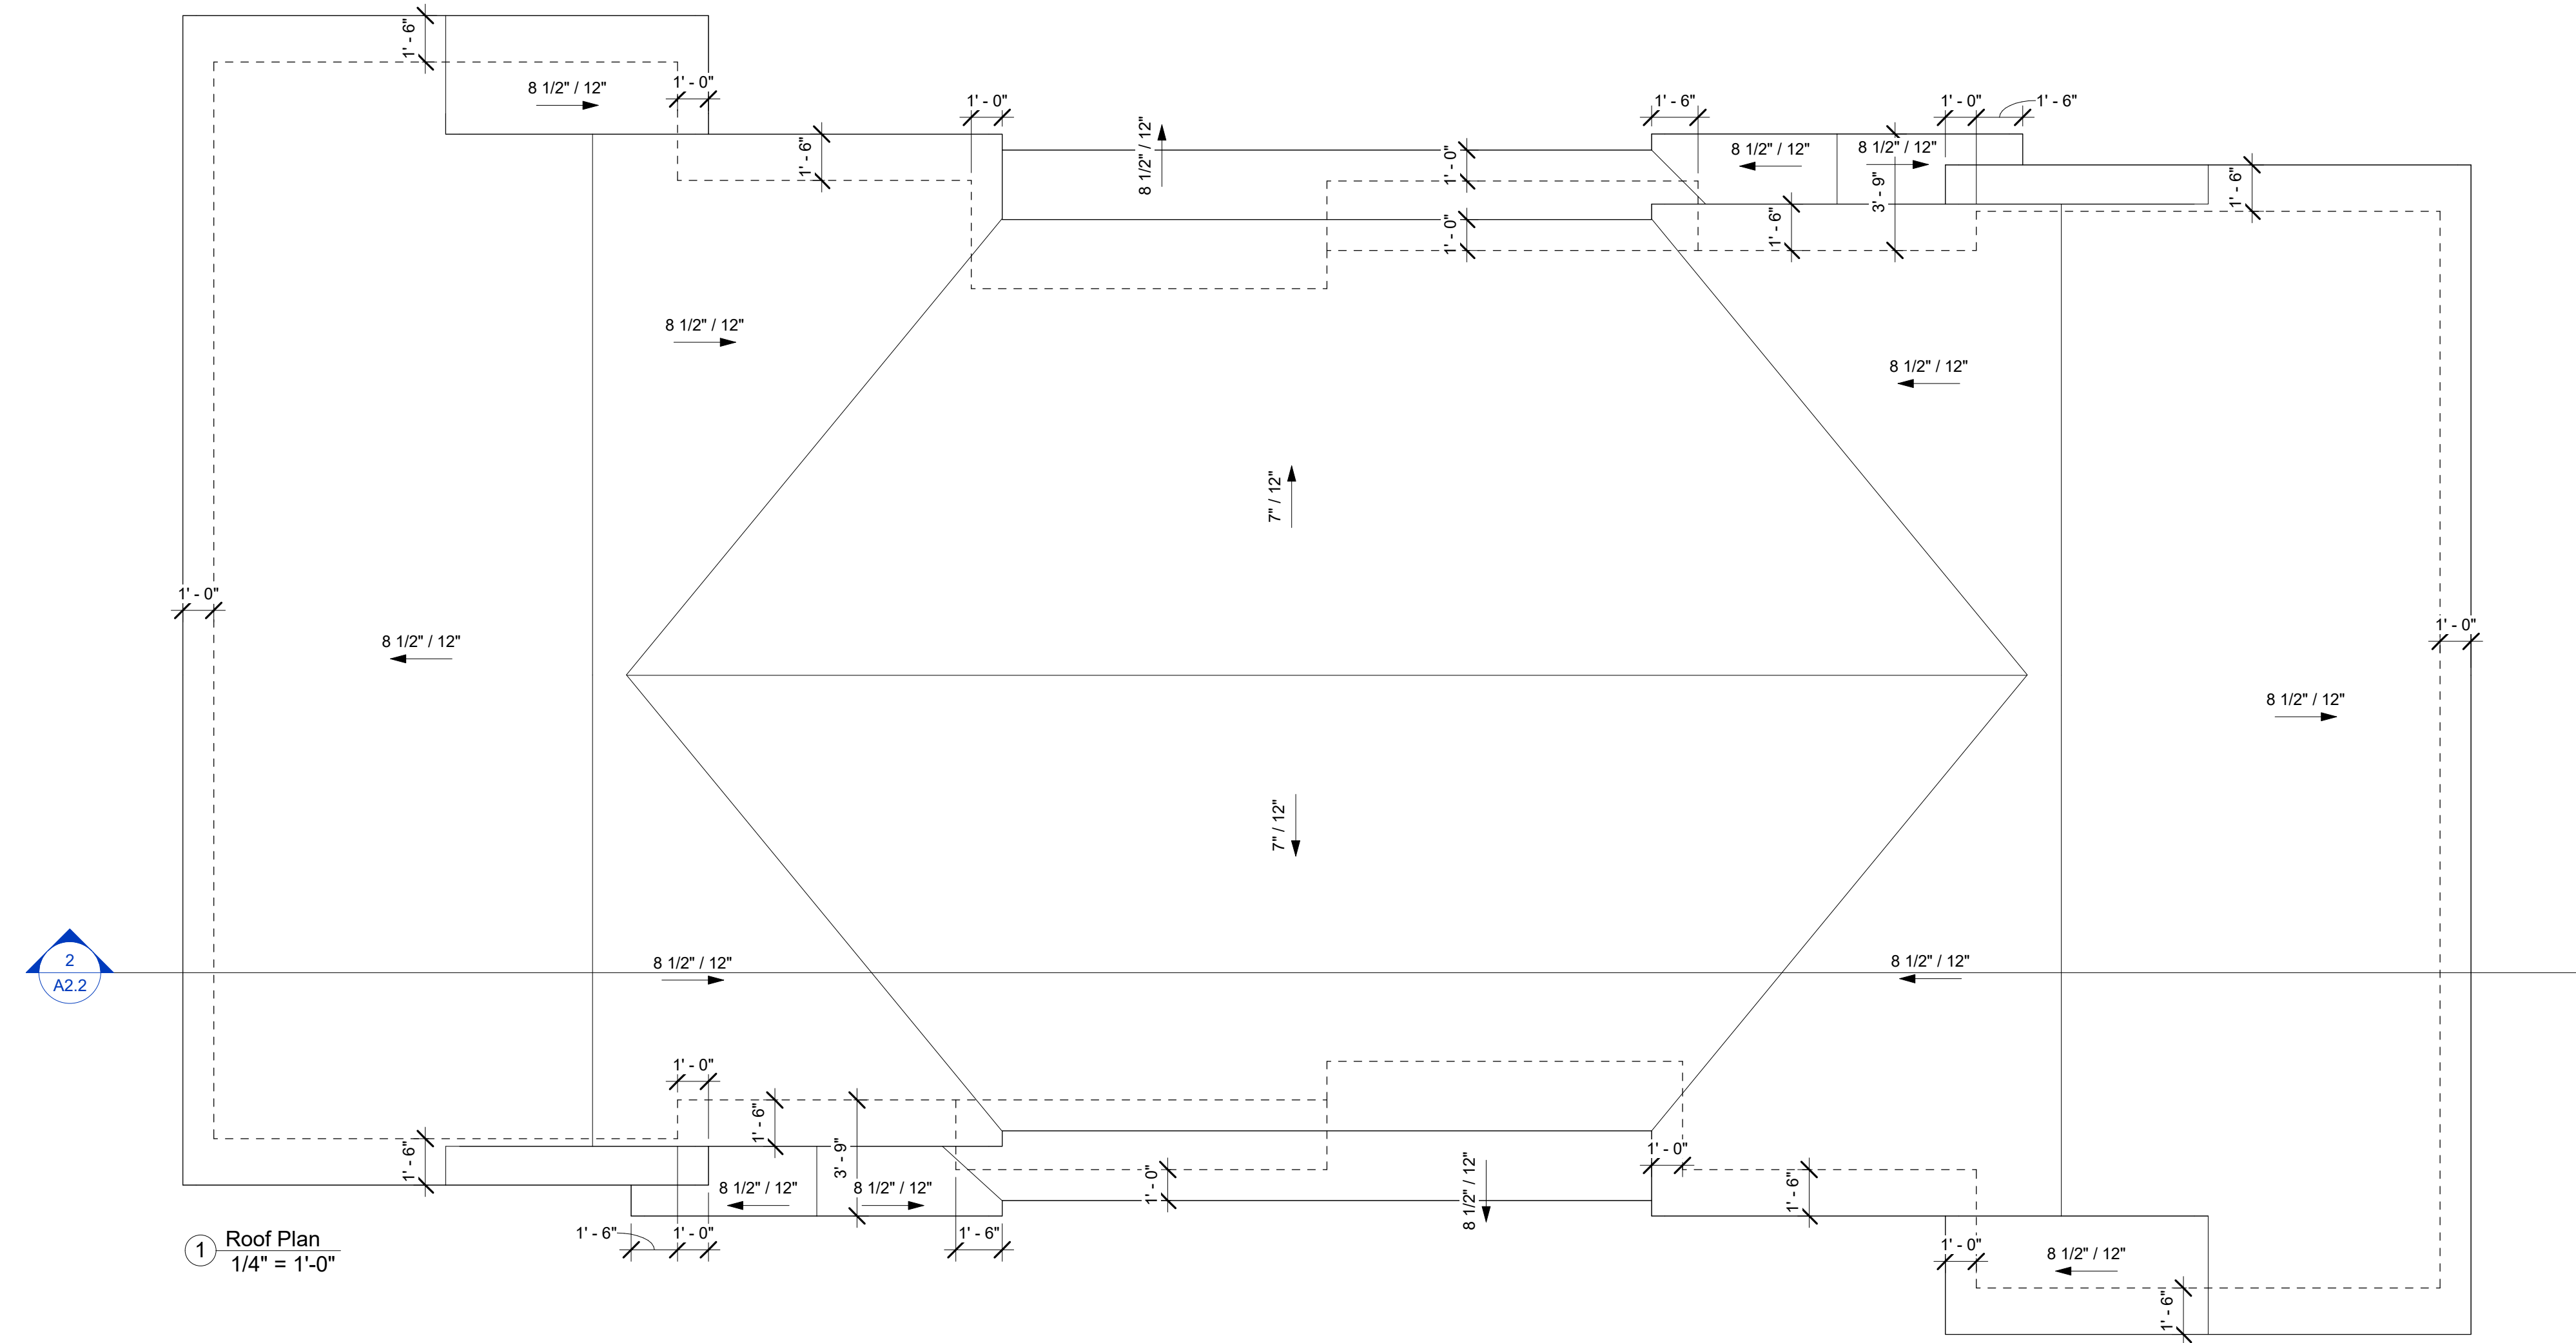 1' - 6"
8 1/2" / 12"
1' - 0"
1' - 6"
1' - 0"
8 1/2" / 12"
1' - 0"
1' - 0"
1' - 6"
8 1/2" / 12"
8 1/2" / 12"
1' - 0"
1' - 6"
3' - 9"
1' - 6"
1' - 6"
8 1/2" / 12"
8 1/2" / 12"
7" / 12"
1' - 0"
8 1/2" / 12"
1' - 0"
8 1/2" / 12"
7" / 12"
2
A2.2
8 1/2" / 12"
8 1/2" / 12"
1' - 0"
1' - 6"
3' - 9"
1' - 6"
8 1/2" / 12"
8 1/2" / 12"
1' - 0"
8 1/2" / 12"
1' - 0"
1' - 6"
1' - 6"
1' - 0"
1' - 6"
1' - 0"
8 1/2" / 12"
1' - 6"
1
Roof Plan
1/4" = 1'-0"